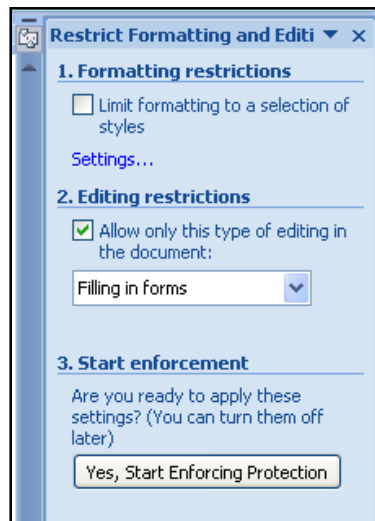 Restrict Formatting and Editi
1. Formatting restrictions
Limit formatting to a selection of
styles
Settings...
2. Editing restrictions
Allow only this type of editing in
the document:
Filling in forms
3. Start enforcement
Are you ready to apply these
settings? (You can turn them off
later)
Yes, Start Enforcing Protection